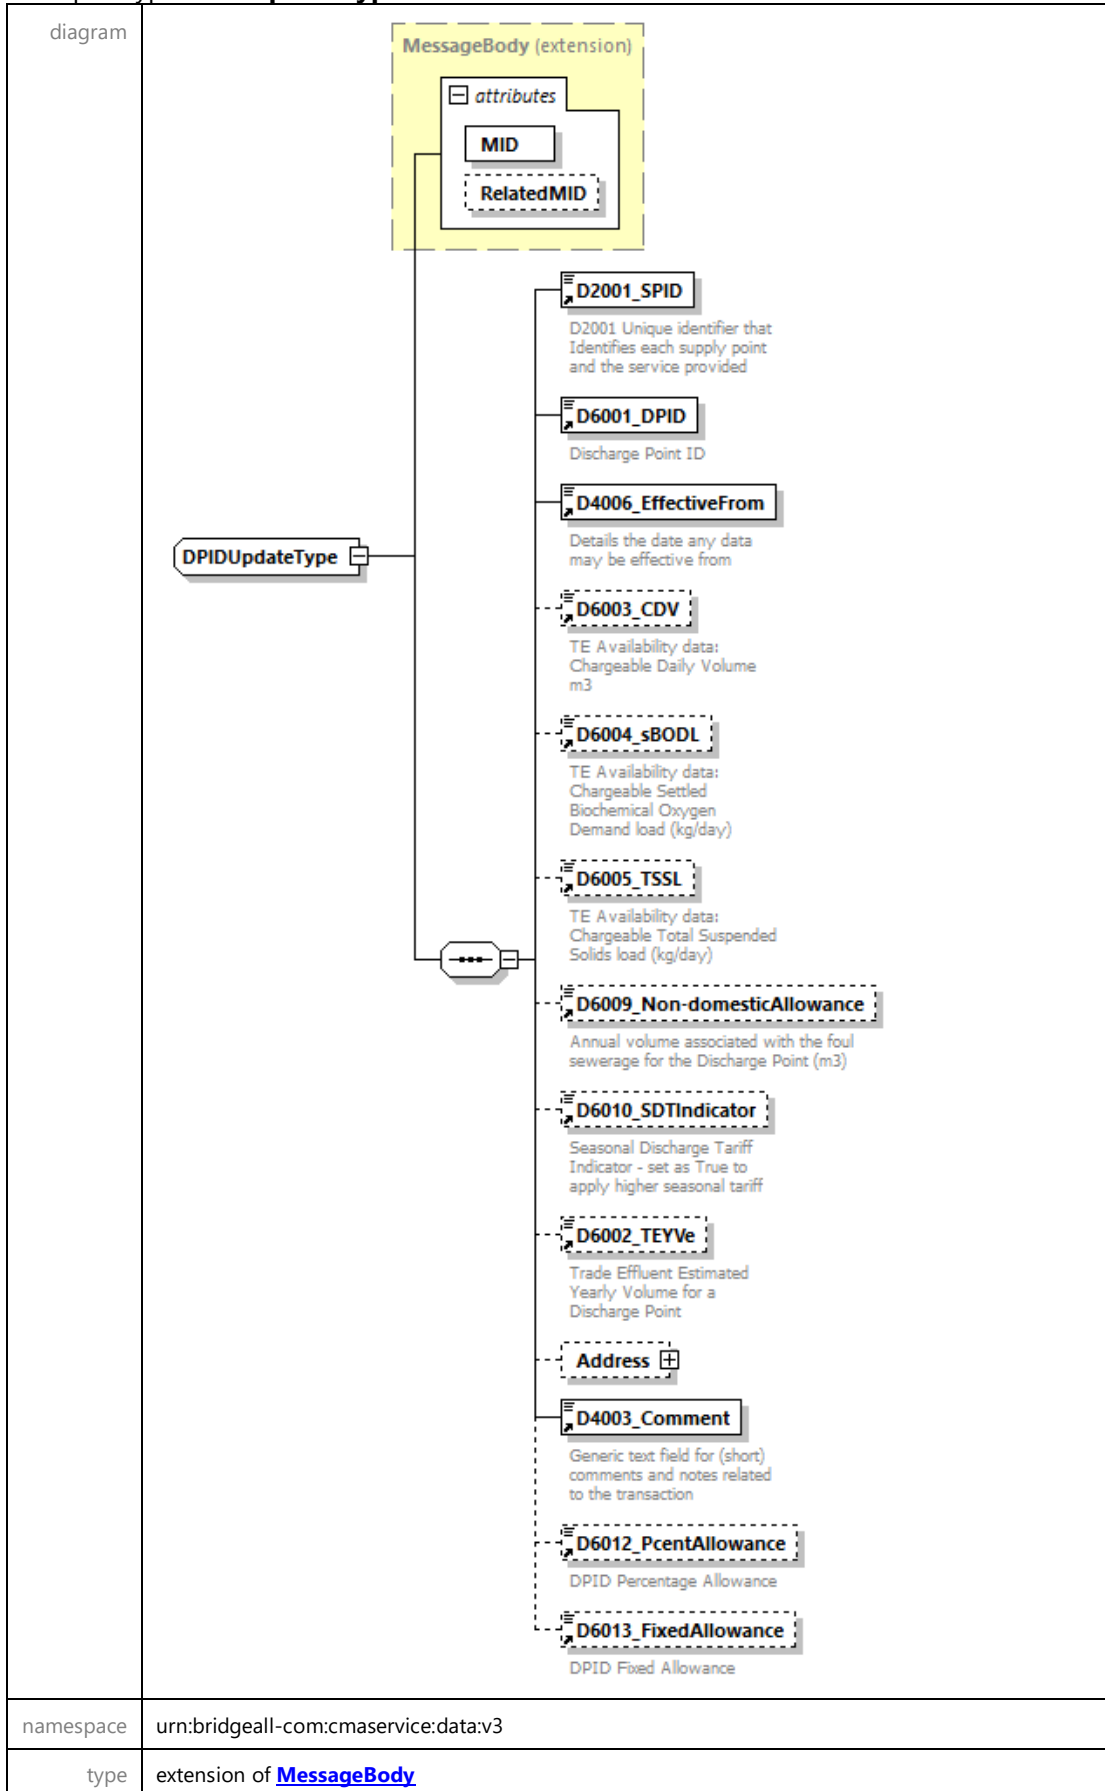 diagram
MessageBody (extension)
attributes
MID
RelatedMID
D2001_SPID
D2001 Unique identifier that
Identifies each supply point
and the service provided
D6001_DPID
Discharge Point ID
D4006_EffectiveFrom
Details the date any data
may be effective from
DPIDUpdateType
D6003_CDV
TE Availability data:
Chargeable Daily Volume
m3
D6004_sBODL
TE Availability data:
Chargeable Settled
Biochemical Oxygen
Demand load (kg/day)
D6005_TSSL
TE Availability data:
Chargeable Total Suspended
Solids load (kg/day)
D6009_Non-domesticAllowance
Annual volume associated with the foul
sewerage for the Discharge Point (m3)
D6010_SDTIndicator
Seasonal Discharge Tariff
Indicator - set as True to
apply higher seasonal tariff
D6002_TEYVe
Trade Effluent Estimated
Yearly Volume for a
Discharge Point
Address
D4003_Comment
Generic text field for (short)
comments and notes related
to the transaction
D6012_PcentAllowance
DPID Percentage Allowance
D6013_FixedAllowance
DPID Fixed Allowance
namespace urn:bridgeall-com:cmaservice:data:v3
type extension of MessageBody